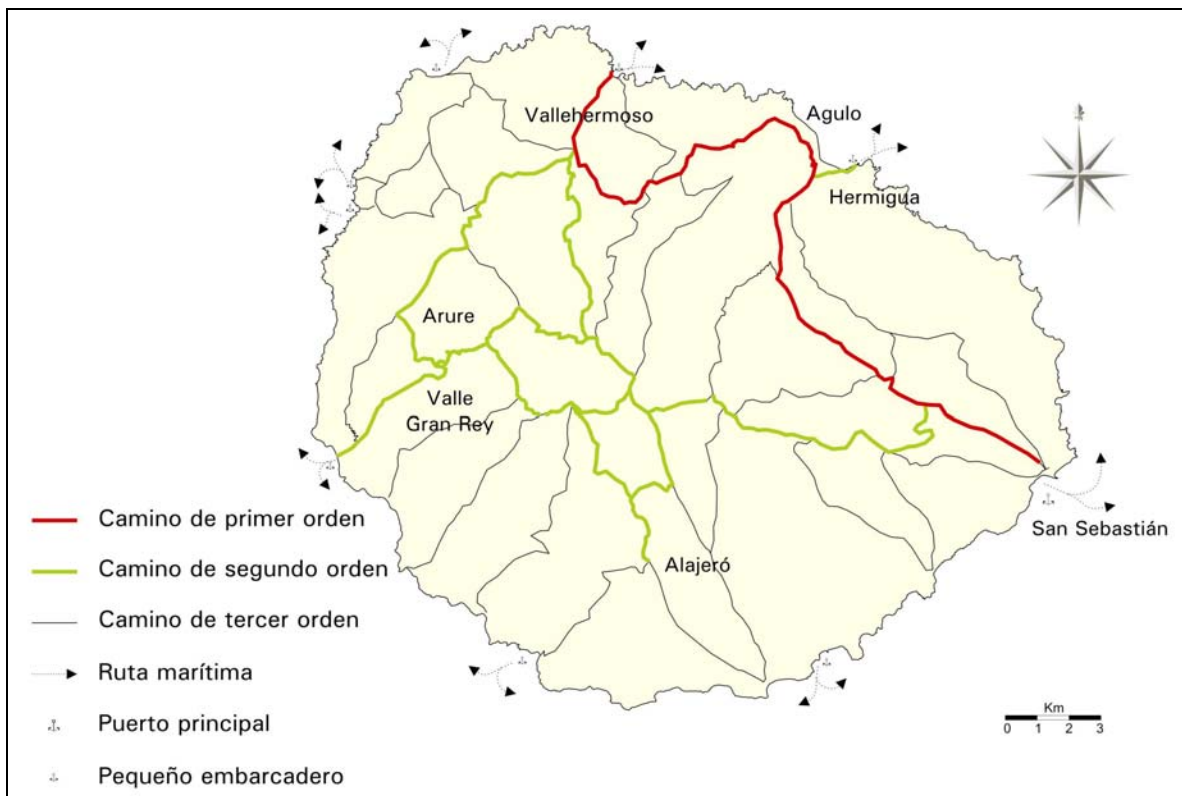 Vallehermoso
Agulo
Hermigua
Arure
Valle
Gran Rey
San Sebastián
Alajeró
Camino de primer orden
Camino de segundo orden
Camino de tercer orden
Ruta marítima
Puerto principal
Pequeño embarcadero
Km
0 1 2 3